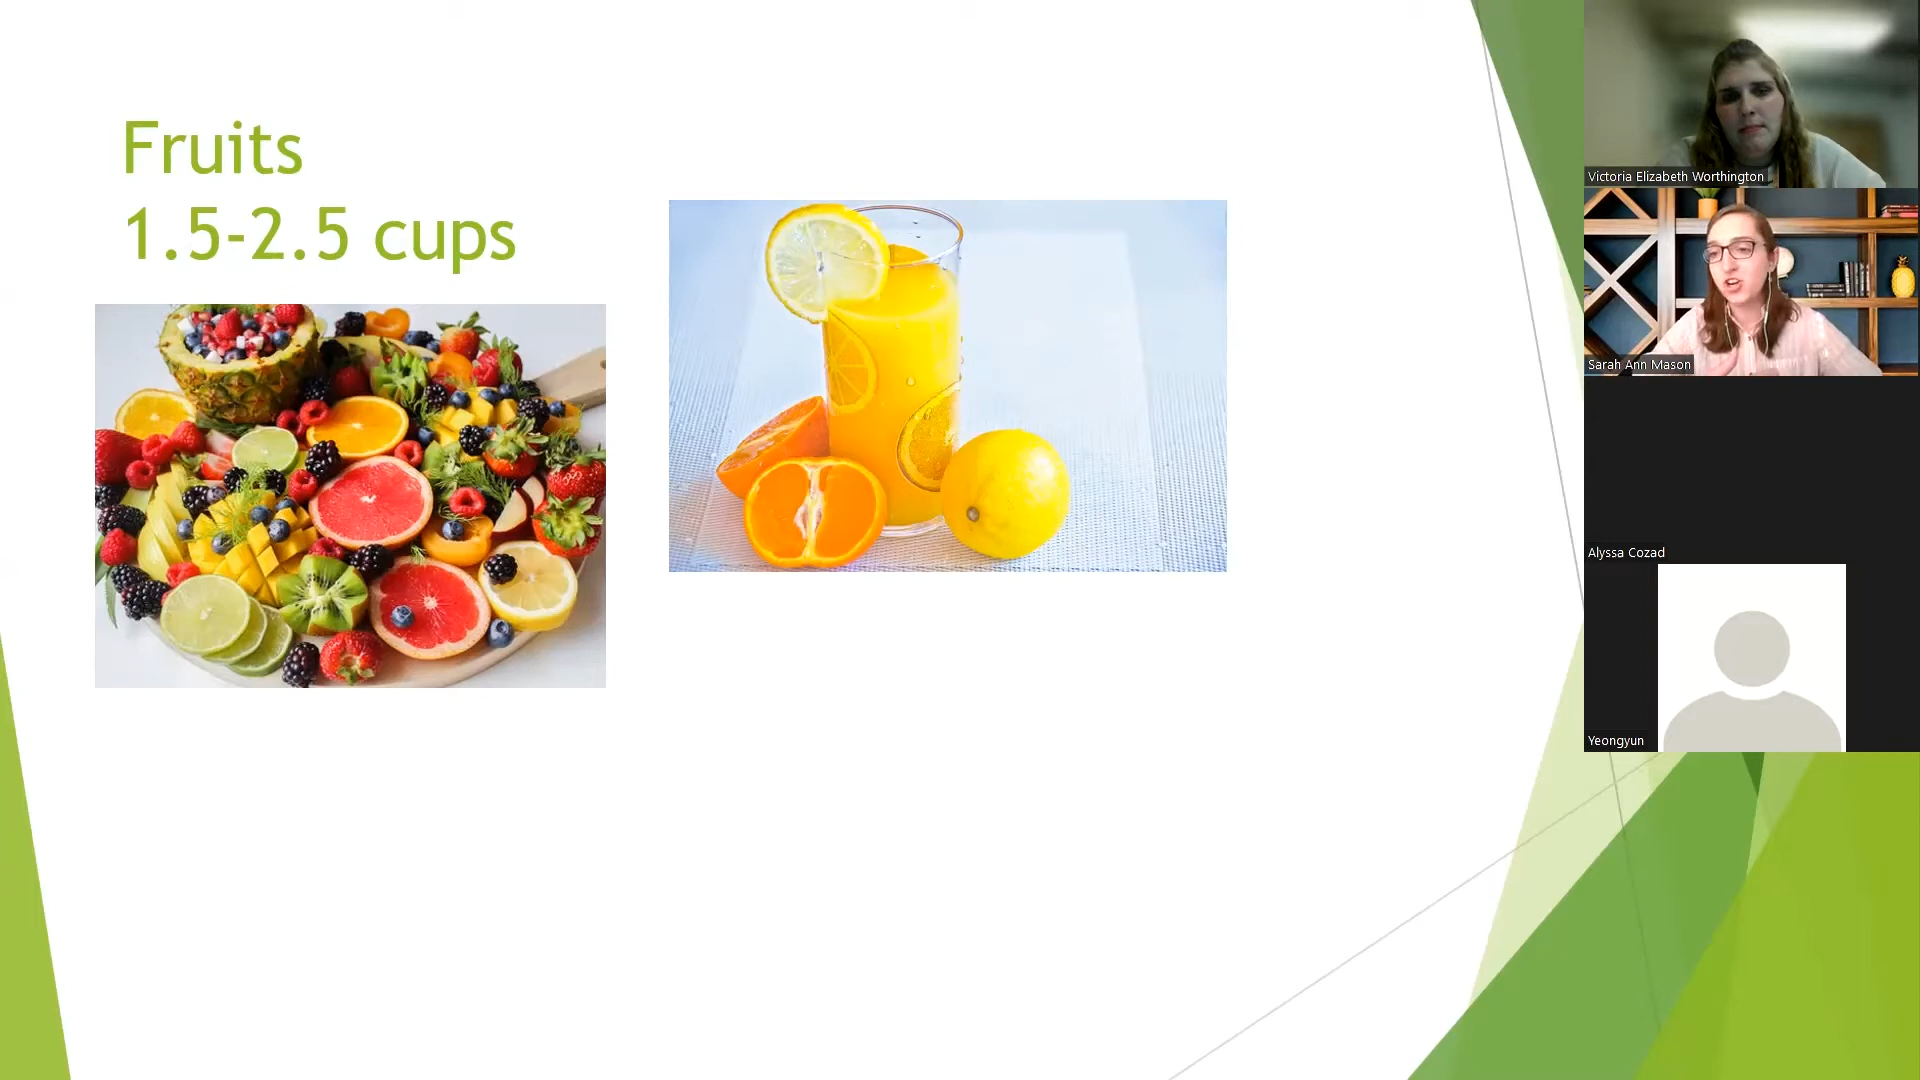 Fruits
1.5-2.5 cups
Victoria Elizabeth Worthington
Sarah Ann Mason
Alyssa Cozad
Yeongyun